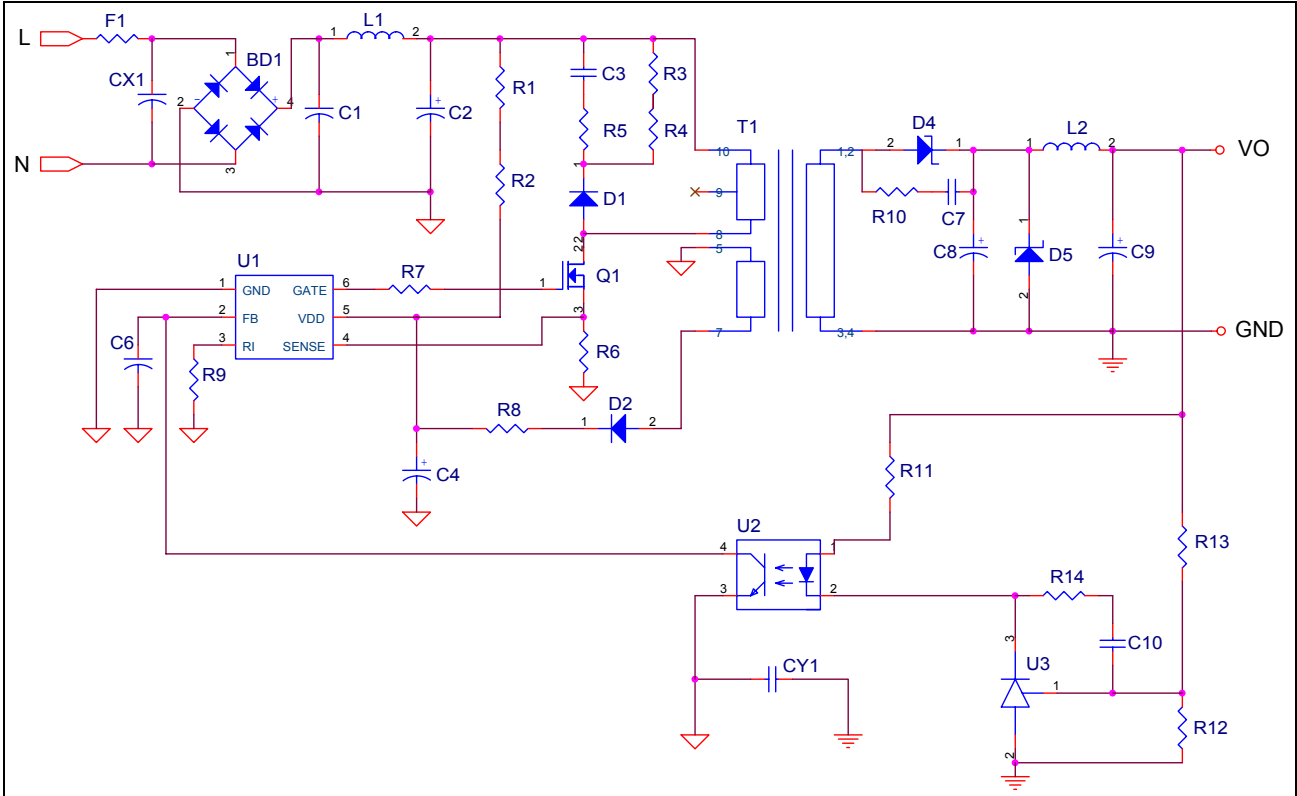 L F1 L1
1 2
CX1 1 BD1 C3 R3
2 - + 4 C1 + C2 R1 R5 R4 T1 D4 L2
N 3 10 1,2 2 1 1 2 VO
R2 1 D1 9 R10 C7
8 C8 + 1 D5 + C9
U1 22 5
1 GND GATE 6 R7 1 Q1 2
2 FB VDD 5 3 7 3,4 GND
C6 3 RI SENSE 4 R6
R9
R8 1 D2 2
+ C4 R11
U2
4 1 R13
3 2 R14
3 C10
CY1 U3 1
R12
2